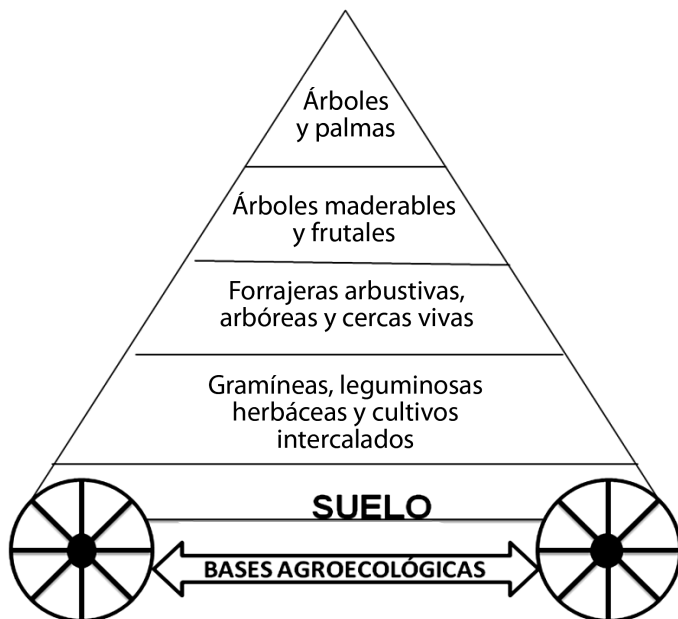 Árboles
y palmas
Árboles maderables
y frutales
Forrajeras arbustivas,
arbóreas y cercas vivas
Gramíneas, leguminosas
herbáceas y cultivos
intercalados
SUELO
BASES AGROECOLÓGICAS